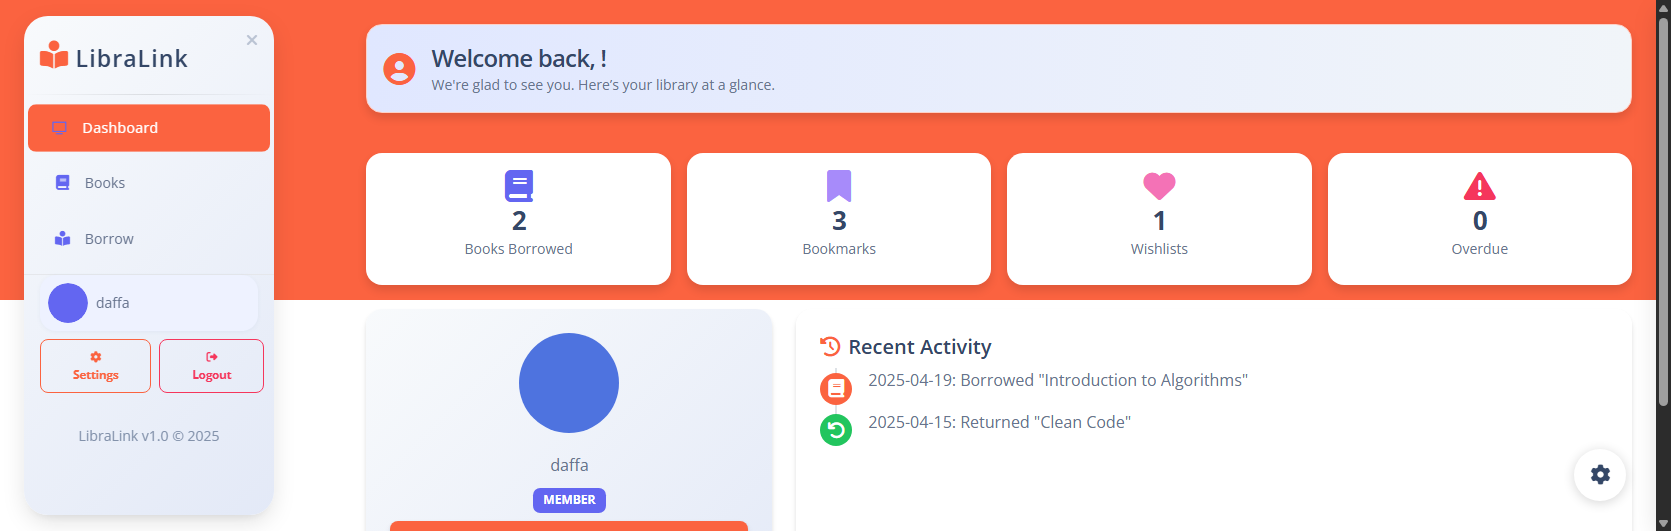 LibraLink
Dashboard
Books
Borrow
daffa
Settings
Logout
LibraLink v1.0 © 2025
Welcome back, !
We're glad to see you. Here’s your library at a glance.
2
Books Borrowed
3
Bookmarks
1
Wishlists
0
Overdue
daffa
MEMBER
Recent Activity
2025-04-19: Borrowed "Introduction to Algorithms"
2025-04-15: Returned "Clean Code"